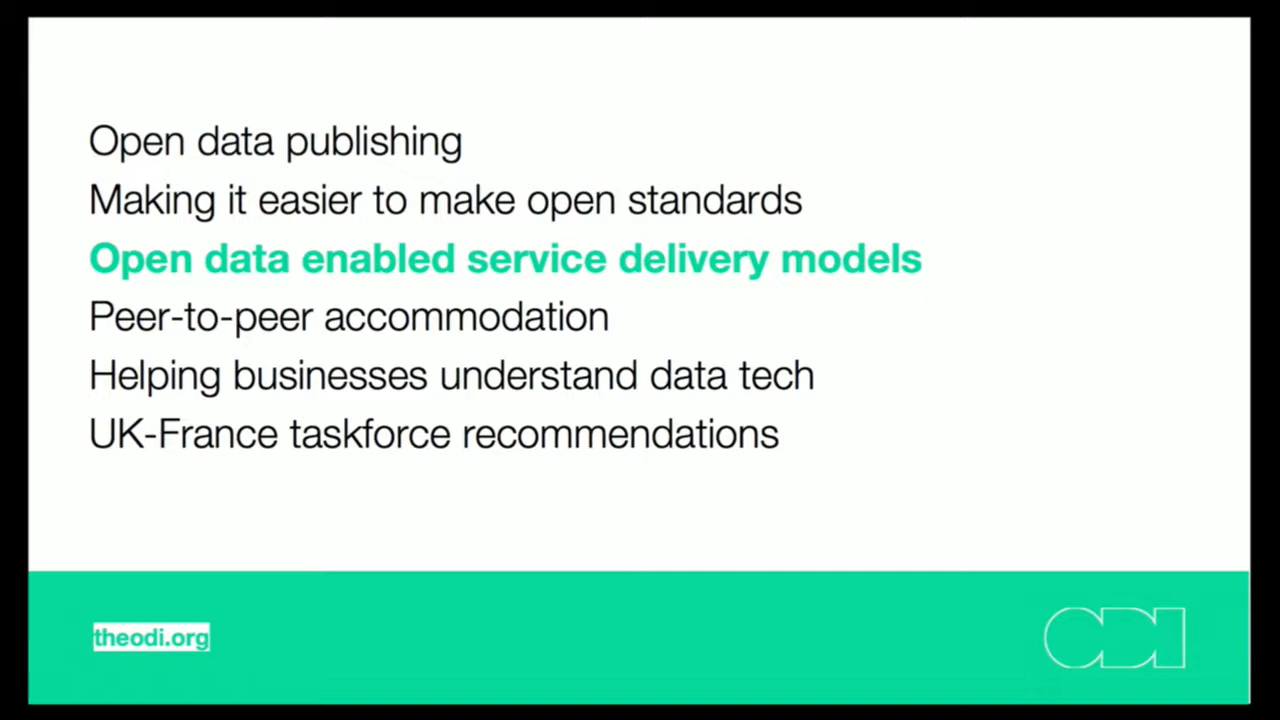 Open data publishing
Making it easier to make open standards
Open data enabled service delivery models
Peer-to-peer accommodation
Helping businesses understand data tech
UK-France taskforce recommendations
theodi.org
ODI